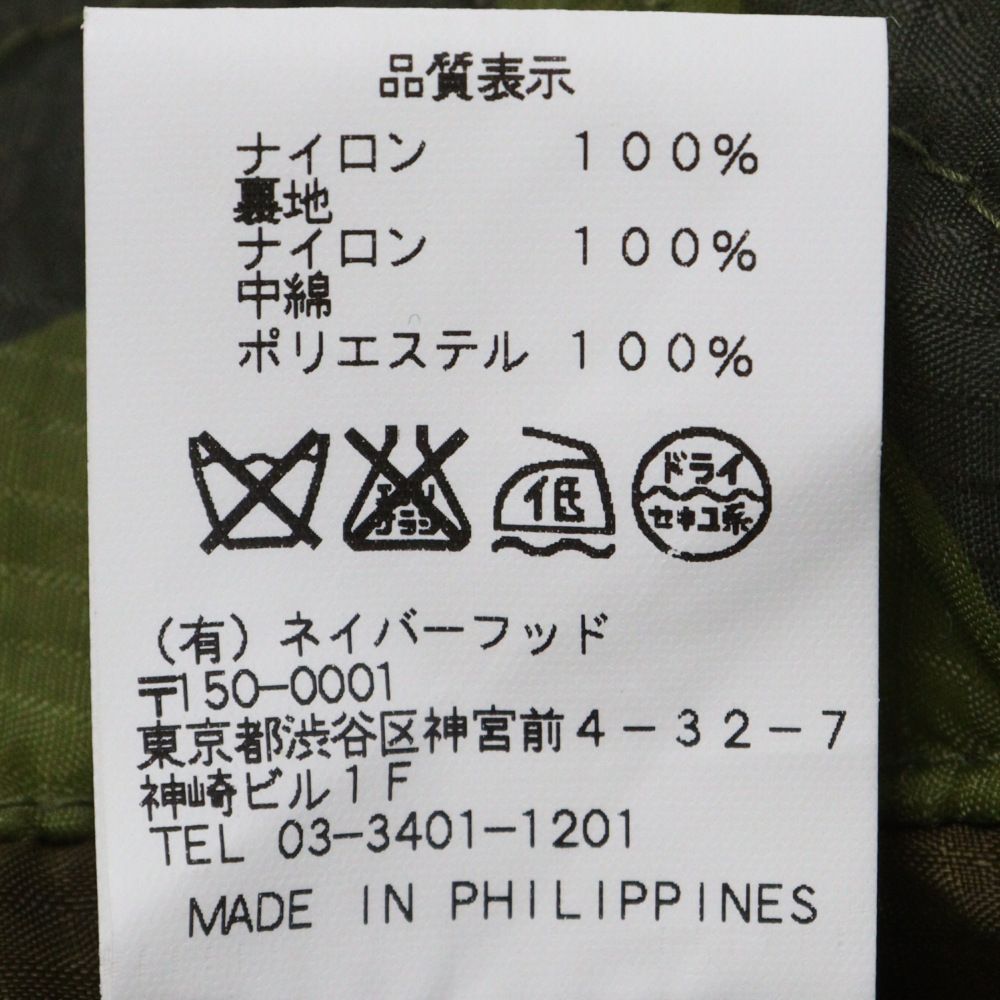 品質表示
ナイロン 100%
裏地
ナイロン 100%
中綿
ポリエステル 100%
エンソ サラシ 低 ドライ セキユ系
(有)ネイバーフッド
〒150-0001
東京都渋谷区神宮前4-32-7
神崎ビル1F
TEL 03-3401-1201
MADE IN PHILIPPINES